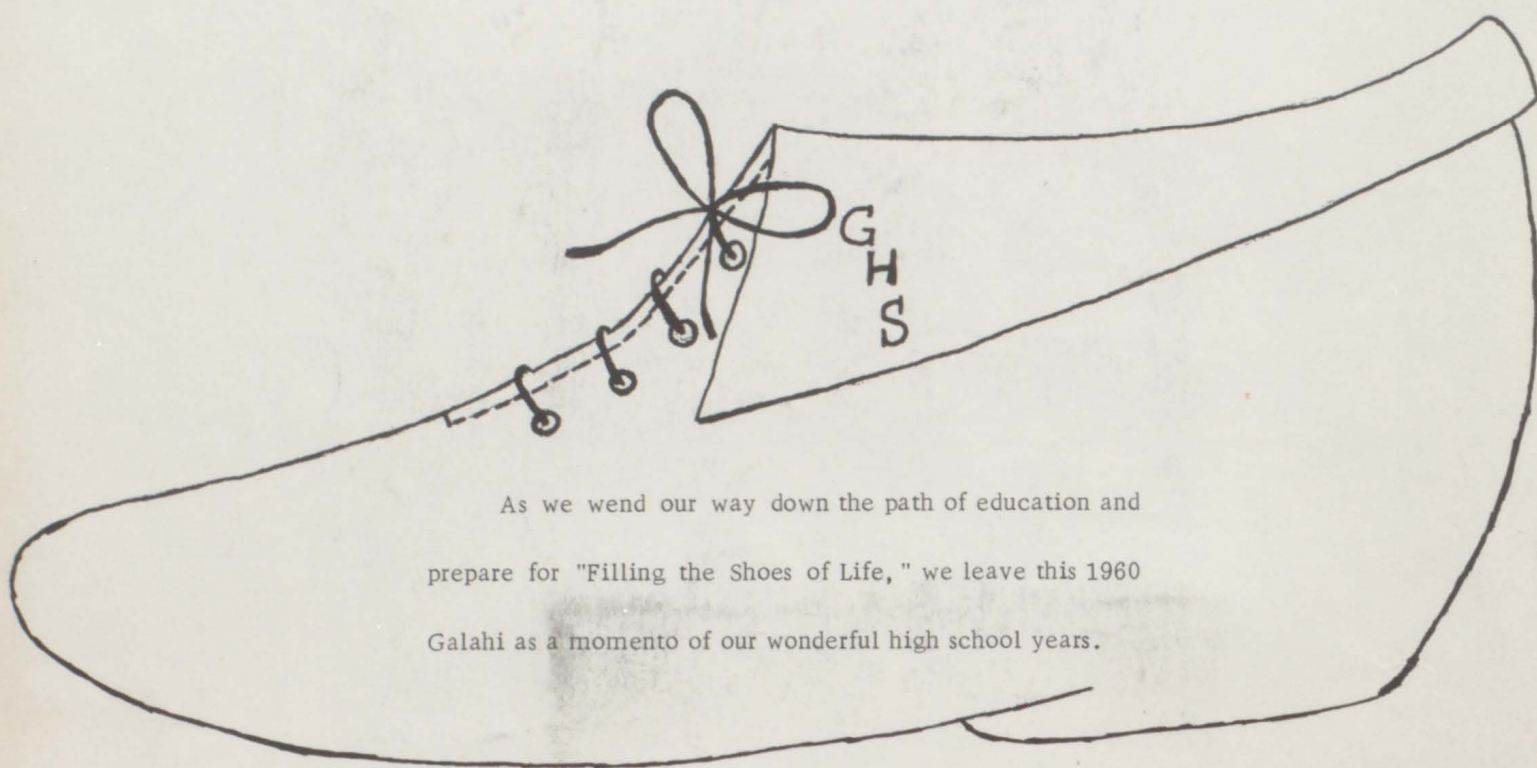 G
H
S
As we wend our way down the path of education and
prepare for "Filling the Shoes of Life, " we leave this 1960
Galahi as a momento of our wonderful high school years.